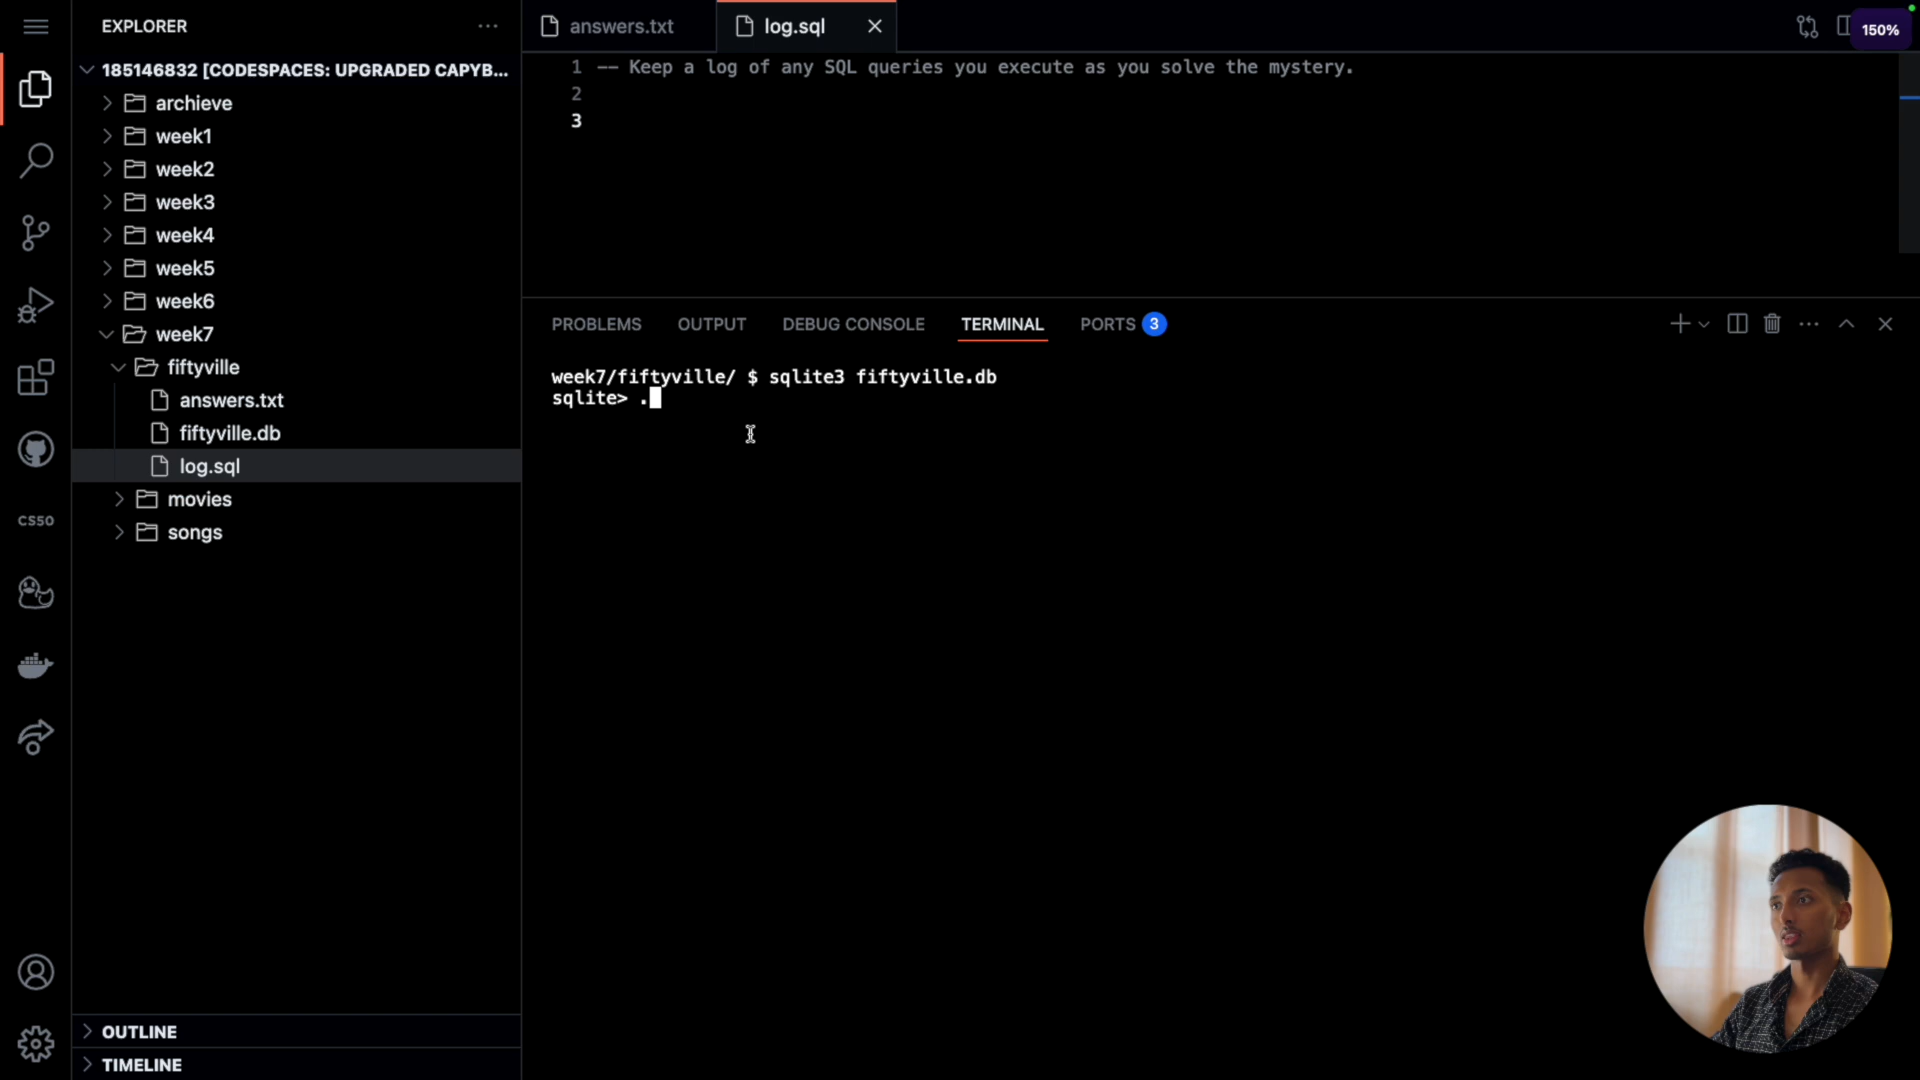 EXPLORER
185146832 [CODESPACES: UPGRADED CAPYB...
archieve
week1
week2
week3
week4
week5
week6
week7
fiftyville
answers.txt
fiftyville.db
log.sql
movies
songs
OUTLINE
TIMELINE
CS50
answers.txt
log.sql
150%
1 -- Keep a log of any SQL queries you execute as you solve the mystery.
2
3
PROBLEMS OUTPUT DEBUG CONSOLE TERMINAL PORTS 3
week7/fiftyville/ $ sqlite3 fiftyville.db
sqlite> .